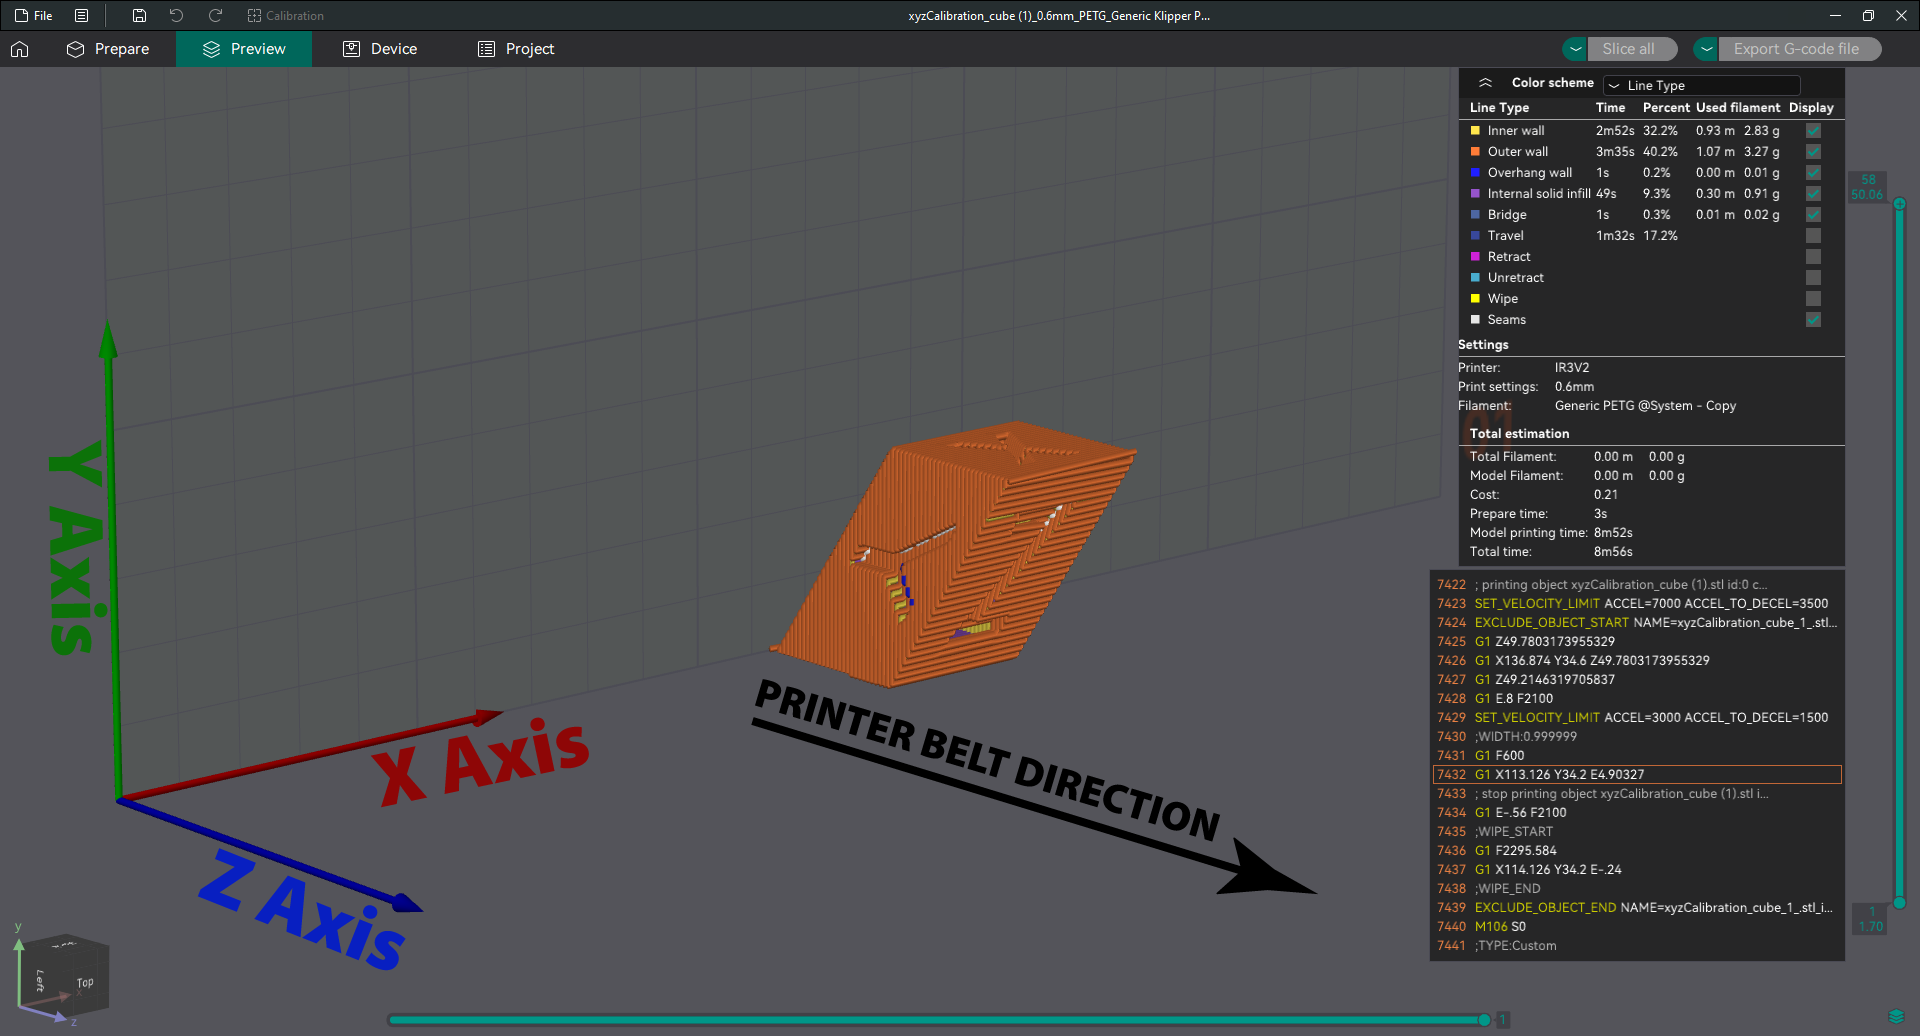 File
Calibration
xyzCalibration_cube (1)_0.6mm_PETG_Generic Klipper P...
Prepare
Preview
Device
Project
Slice all
Export G-code file
Color scheme
Line Type
Line Type Time Percent Used filament Display
Inner wall 2m52s 32.2% 0.93 m 2.83 g
Outer wall 3m35s 40.2% 1.07 m 3.27 g
Overhang wall 1s 0.2% 0.00 m 0.01 g
Internal solid infill 49s 9.3% 0.30 m 0.91 g
Bridge 1s 0.3% 0.01 m 0.02 g
Travel 1m32s 17.2%
Retract
Unretract
Wipe
Seams
Settings
Printer: IR3V2
Print settings: 0.6mm
Filament: Generic PETG @System - Copy
01
Total estimation
Total Filament: 0.00 m 0.00 g
Model Filament: 0.00 m 0.00 g
Cost: 0.21
Prepare time: 3s
Model printing time: 8m52s
Total time: 8m56s
58
50.06
7422 ; printing object xyzCalibration_cube (1).stl id:0 c...
7423 SET_VELOCITY_LIMIT ACCEL=7000 ACCEL_TO_DECEL=3500
7424 EXCLUDE_OBJECT_START NAME=xyzCalibration_cube_1_.stl...
7425 G1 Z49.7803173955329
7426 G1 X136.874 Y34.6 Z49.7803173955329
7427 G1 Z49.2146319705837
7428 G1 E.8 F2100
7429 SET_VELOCITY_LIMIT ACCEL=3000 ACCEL_TO_DECEL=1500
7430 ;WIDTH:0.999999
7431 G1 F600
7432 G1 X113.126 Y34.2 E4.90327
7433 ; stop printing object xyzCalibration_cube (1).stl i...
7434 G1 E-.56 F2100
7435 ;WIPE_START
7436 G1 F2295.584
7437 G1 X114.126 Y34.2 E-.24
7438 ;WIPE_END
7439 EXCLUDE_OBJECT_END NAME=xyzCalibration_cube_1_.stl_i...
7440 M106 S0
7441 ;TYPE:Custom
1
1.70
Y Axis
X Axis
Z Axis
PRINTER BELT DIRECTION
y
Left
Top
x
z
1